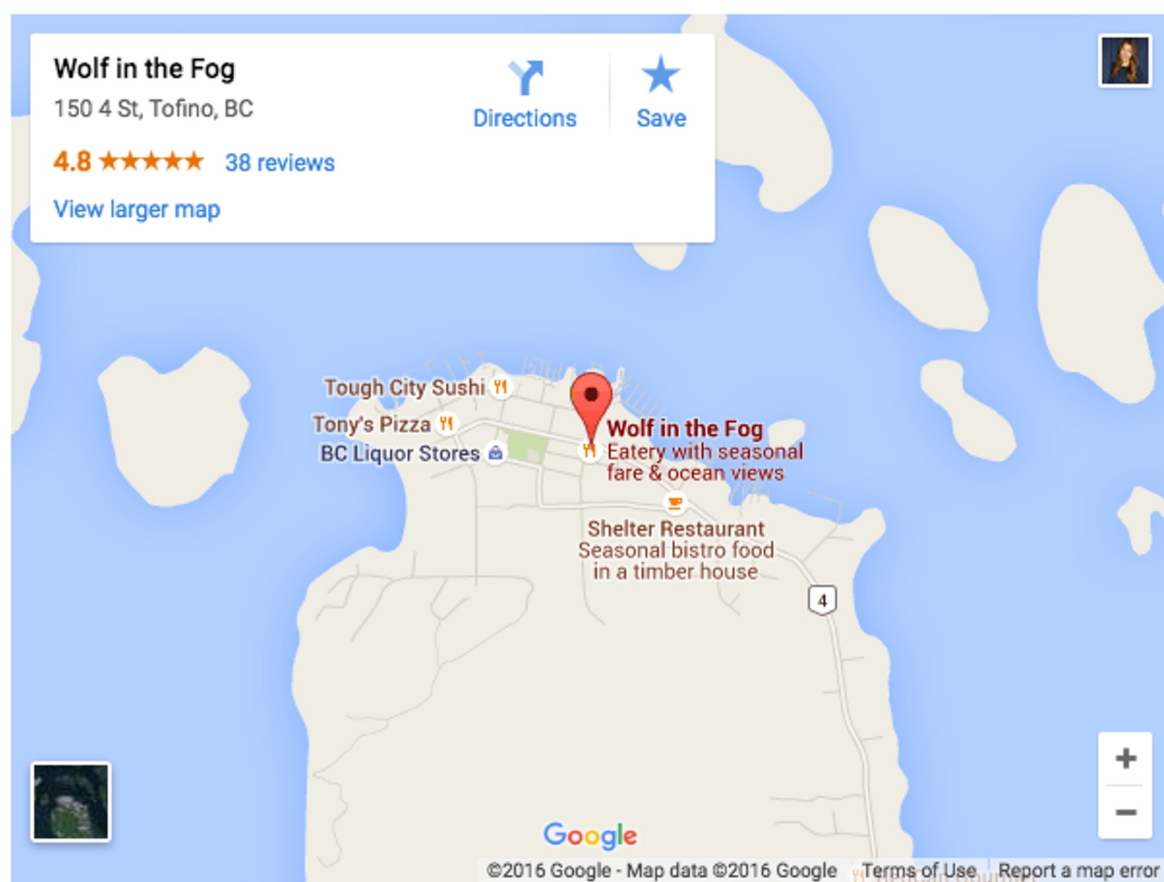 Wolf in the Fog
150 4 St, Tofino, BC
4.8
38 reviews
View larger map
Directions
Save
Tough City Sushi
Tony's Pizza
BC Liquor Stores
Wolf in the Fog
Eatery with seasonal
fare & ocean views
Shelter Restaurant
Seasonal bistro food
in a timber house
4
+
−
Google
©2016 Google - Map data ©2016 Google
Terms of Use
Report a map error